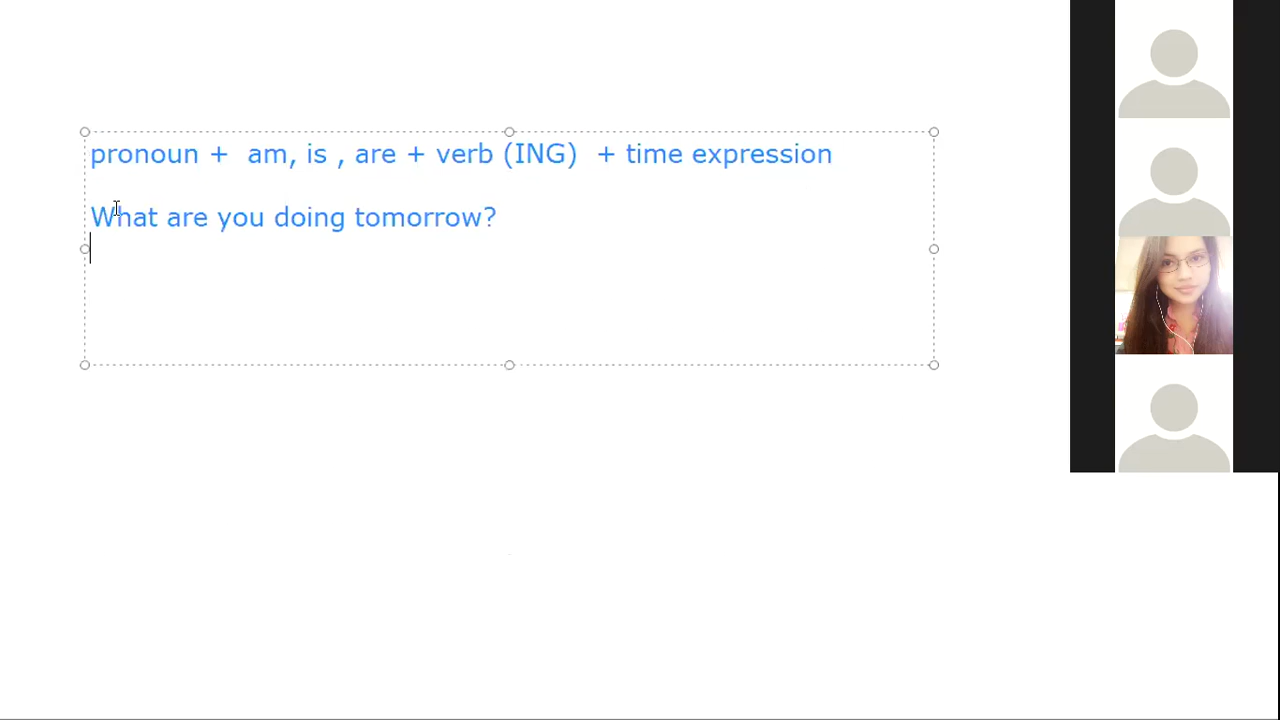 pronoun +  am, is , are + verb (ING)  + time expression
What are you doing tomorrow?